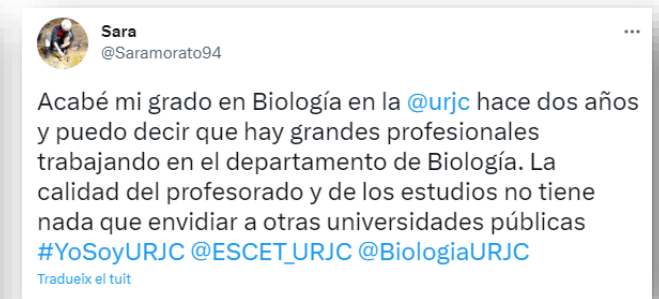 Sara
@Saramorato94
Acabé mi grado en Biología en la @urjc hace dos años
y puedo decir que hay grandes profesionales
trabajando en el departamento de Biología. La
calidad del profesorado y de los estudios no tiene
nada que envidiar a otras universidades públicas
#YoSoyURJC @ESCET_URJC @BiologiaURJC
Tradueix el tuit